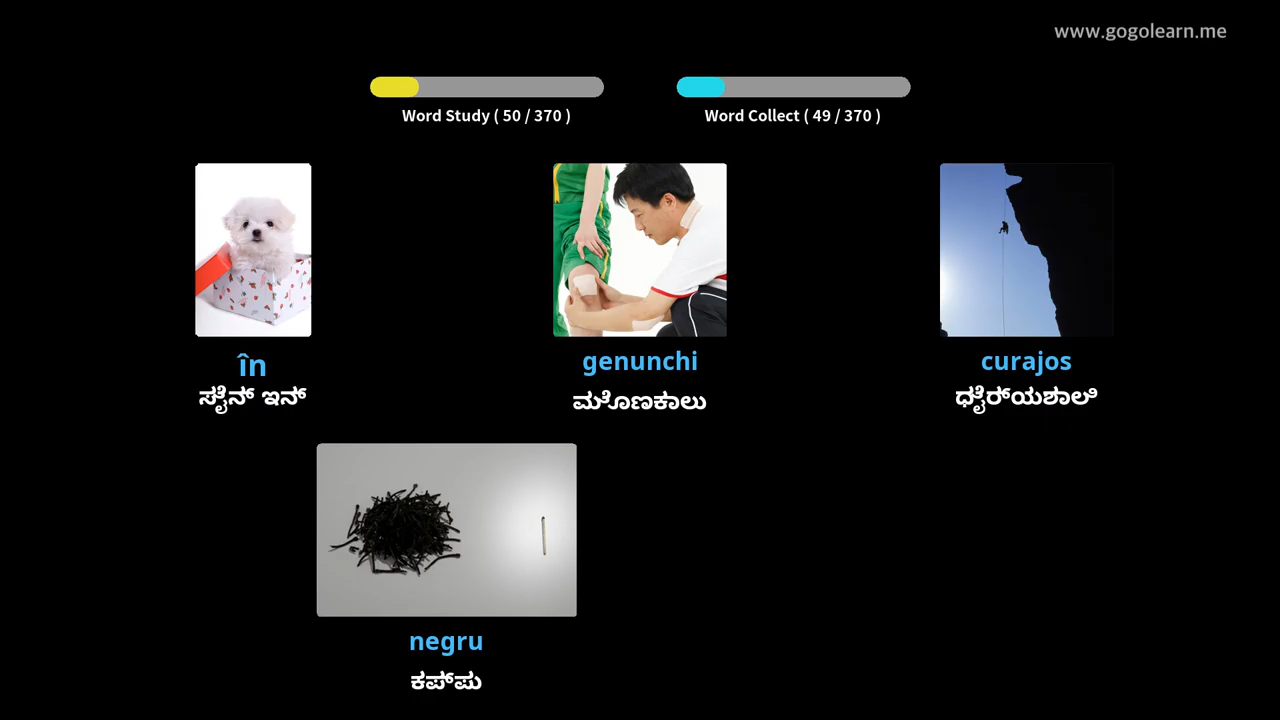 www.gogolearn.me
Word Study ( 50 / 370 )
Word Collect ( 49 / 370 )
în
ಸೈನ್ ಇನ್
genunchi
ಮೊಣಕಾಲು
curajos
ಧೈರ್ಯಶಾಲಿ
negru
ಕಪ್ಪು